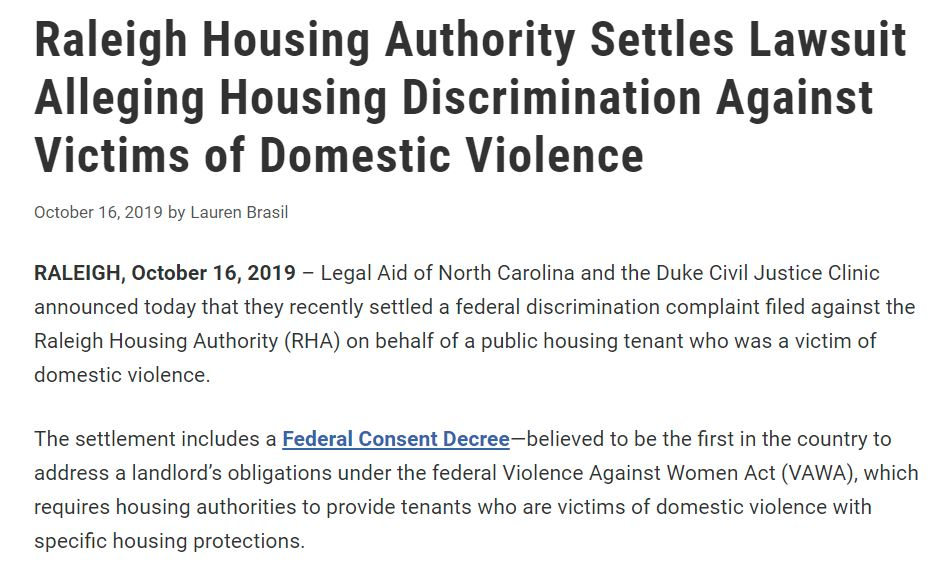 Raleigh Housing Authority Settles Lawsuit
Alleging Housing Discrimination Against
Victims of Domestic Violence
October 16, 2019 by Lauren Brasil
RALEIGH, October 16, 2019 – Legal Aid of North Carolina and the Duke Civil Justice Clinic
announced today that they recently settled a federal discrimination complaint filed against the
Raleigh Housing Authority (RHA) on behalf of a public housing tenant who was a victim of
domestic violence.
The settlement includes a Federal Consent Decree—believed to be the first in the country to
address a landlord’s obligations under the federal Violence Against Women Act (VAWA), which
requires housing authorities to provide tenants who are victims of domestic violence with
specific housing protections.